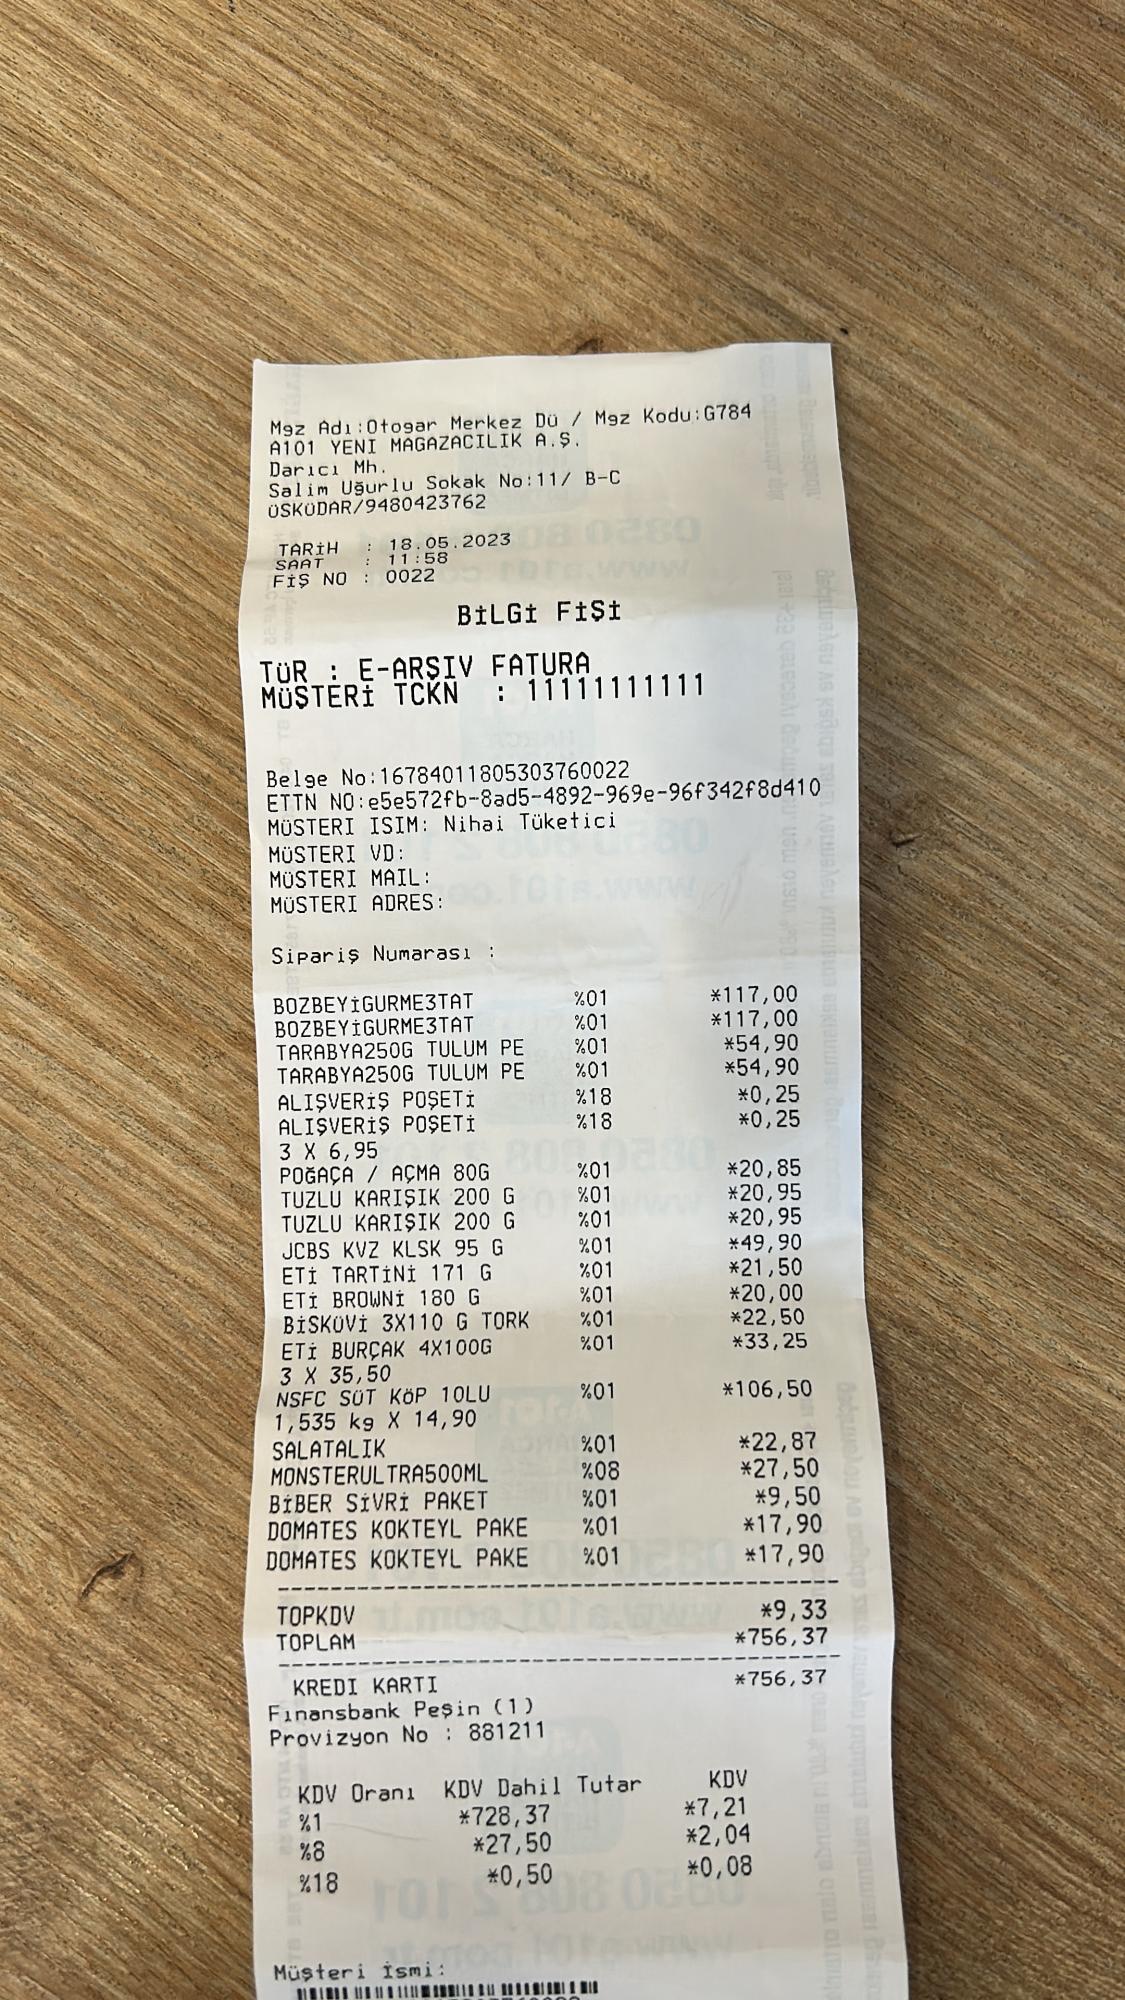 Mgz Adı:Otogar Merkez Dü / Mgz Kodu:G784
A101 YENI MAGAZACILIK A.Ş.
Darıcı Mh.
Salim Uğurlu Sokak No:11/ B-C
ÜSKÜDAR/9480423762
TARİH : 18.05.2023
SAAT : 11:58
FİŞ NO : 0022
BİLGİ FİŞİ
TÜR : E-ARŞIV FATURA
MÜŞTERİ TCKN : 11111111111
Belge No:16784011805303760022
ETTN NO:e5e572fb-8ad5-4892-969e-96f342f8d410
MÜSTERI ISIM: Nihai Tüketici
MÜSTERI VD:
MÜSTERI MAIL:
MÜSTERI ADRES:
Sipariş Numarası :
BOZBEYİGURME3TAT %01 *117,00
BOZBEYİGURME3TAT %01 *117,00
TARABYA250G TULUM PE %01 *54,90
TARABYA250G TULUM PE %01 *54,90
ALIŞVERİŞ POŞETİ %18 *0,25
ALIŞVERİŞ POŞETİ %18 *0,25
3 X 6,95
POĞAÇA / AÇMA 80G %01 *20,85
TUZLU KARIŞIK 200 G %01 *20,95
TUZLU KARIŞIK 200 G %01 *20,95
JCBS KVZ KLSK 95 G %01 *49,90
ETİ TARTİNİ 171 G %01 *21,50
ETİ BROWNİ 180 G %01 *20,00
BİSKÜVİ 3X110 G TORK %01 *22,50
ETİ BURÇAK 4X100G %01 *33,25
3 X 35,50
NSFC SÜT KÖP 10LU %01 *106,50
1,535 kg X 14,90
SALATALIK %01 *22,87
MONSTERULTRA500ML %08 *27,50
BİBER SİVRİ PAKET %01 *9,50
DOMATES KOKTEYL PAKE %01 *17,90
DOMATES KOKTEYL PAKE %01 *17,90
TOPKDV *9,33
TOPLAM *756,37
KREDI KARTI *756,37
Fınansbank Peşin (1)
Provizyon No : 881211
KDV Oranı KDV Dahil Tutar KDV
%1 *728,37 *7,21
%8 *27,50 *2,04
%18 *0,50 *0,08
Müşteri İsmi: